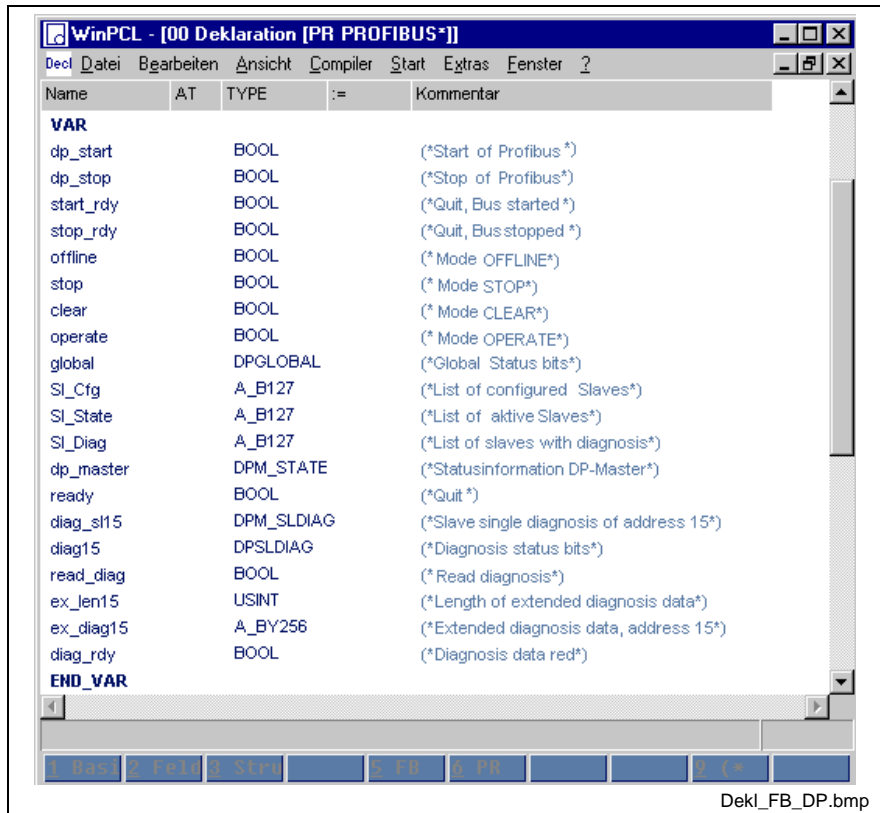 WinPCL - [00 Deklaration [PR PROFIBUS*]]
Decl Datei Bearbeiten Ansicht Compiler Start Extras Fenster ?
Name AT TYPE := Kommentar
VAR
dp_start BOOL (*Start of Profibus*)
dp_stop BOOL (*Stop of Profibus*)
start_rdy BOOL (*Quit, Bus started*)
stop_rdy BOOL (*Quit, Bus stopped *)
offline BOOL (* Mode OFFLINE*)
stop BOOL (* Mode STOP*)
clear BOOL (* Mode CLEAR*)
operate BOOL (* Mode OPERATE*)
global DPGLOBAL (*Global Status bits*)
Sl_Cfg A_B127 (*List of configured Slaves*)
Sl_State A_B127 (*List of aktive Slaves*)
Sl_Diag A_B127 (*List of slaves with diagnosis*)
dp_master DPM_STATE (*Statusinformation DP-Master*)
ready BOOL (*Quit*)
diag_sl15 DPM_SLDIAG (*Slave single diagnosis of address 15*)
diag15 DPSLDIAG (*Diagnosis status bits*)
read_diag BOOL (* Read diagnosis*)
ex_len15 USINT (*Length of extended diagnosis data*)
ex_diag15 A_BY256 (*Extended diagnosis data, address 15*)
diag_rdy BOOL (*Diagnosis data red*)
END_VAR
1 Basi 2 Feld 3 Stru 5 FB 6 PR 9 (*
Dekl_FB_DP.bmp